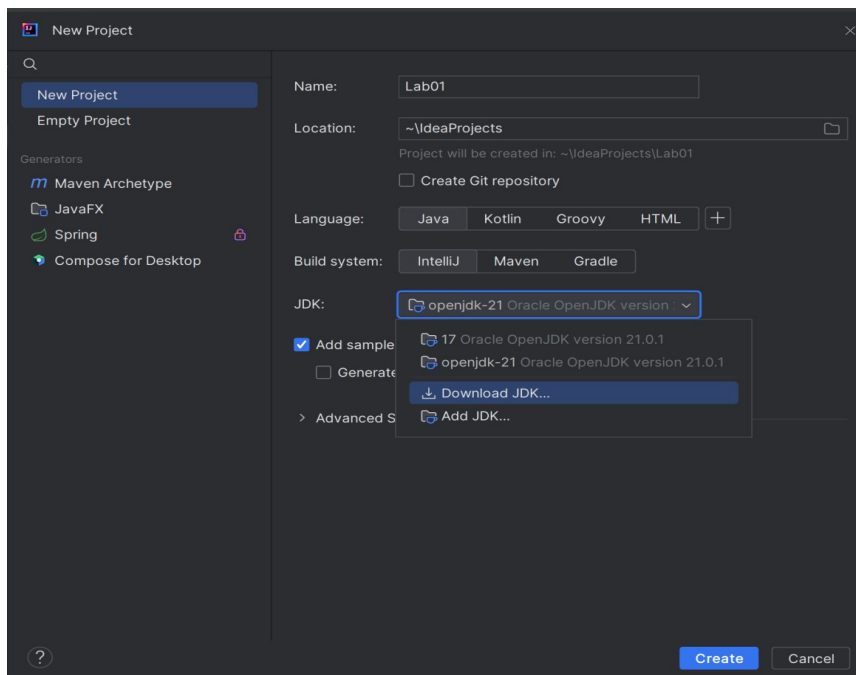 New Project
New Project
Empty Project
Generators
Maven Archetype
JavaFX
Spring
Compose for Desktop
Name: Lab01
Location: ~\IdeaProjects
Project will be created in: ~\IdeaProjects\Lab01
Create Git repository
Language: Java Kotlin Groovy HTML +
Build system: IntelliJ Maven Gradle
JDK: openjdk-21 Oracle OpenJDK version
17 Oracle OpenJDK version 21.0.1
Add sample
openjdk-21 Oracle OpenJDK version 21.0.1
Generate
Download JDK...
Advanced S
Add JDK...
? Create Cancel